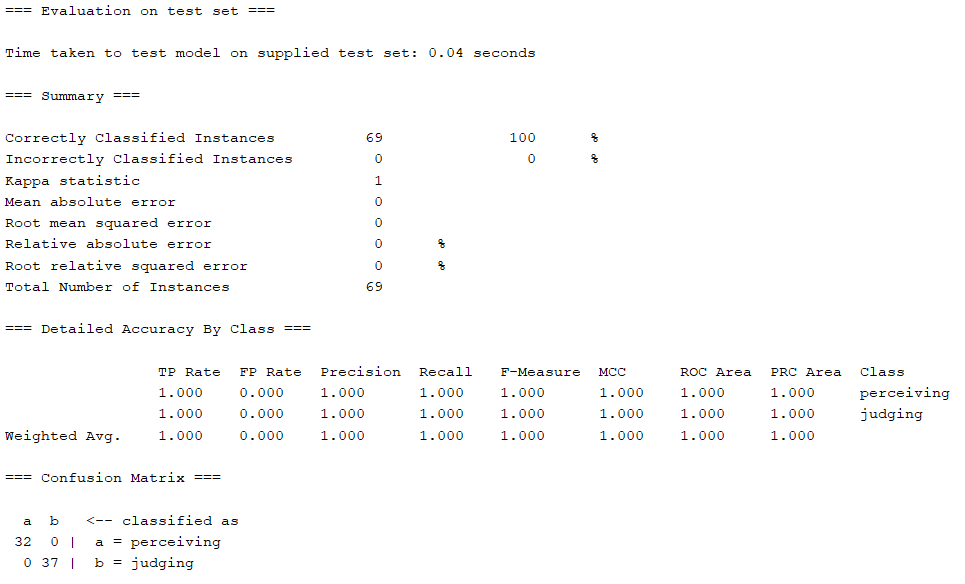 === Evaluation on test set ===
Time taken to test model on supplied test set: 0.04 seconds
=== Summary ===
Correctly Classified Instances          69              100      %
Incorrectly Classified Instances         0                0      %
Kappa statistic                          1
Mean absolute error                      0
Root mean squared error                  0
Relative absolute error                  0      %
Root relative squared error              0      %
Total Number of Instances               69
=== Detailed Accuracy By Class ===
                 TP Rate  FP Rate  Precision  Recall   F-Measure  MCC      ROC Area  PRC Area  Class
                 1.000    0.000    1.000      1.000    1.000      1.000    1.000     1.000     perceiving
                 1.000    0.000    1.000      1.000    1.000      1.000    1.000     1.000     judging
Weighted Avg.    1.000    0.000    1.000      1.000    1.000      1.000    1.000     1.000
=== Confusion Matrix ===
  a  b   <-- classified as
 32  0 |  a = perceiving
  0 37 |  b = judging